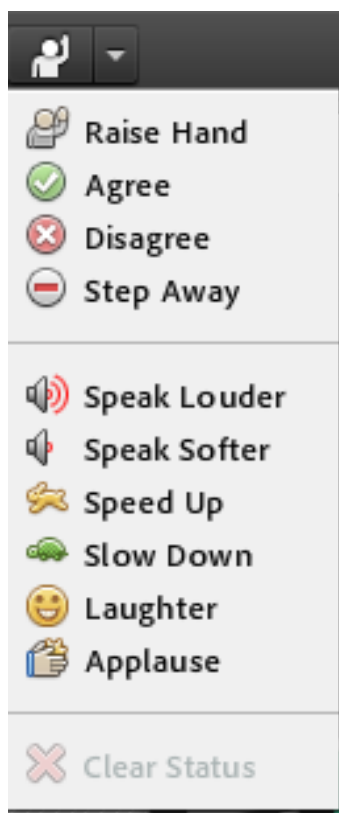 Raise Hand
Agree
Disagree
Step Away
Speak Louder
Speak Softer
Speed Up
Slow Down
Laughter
Applause
Clear Status